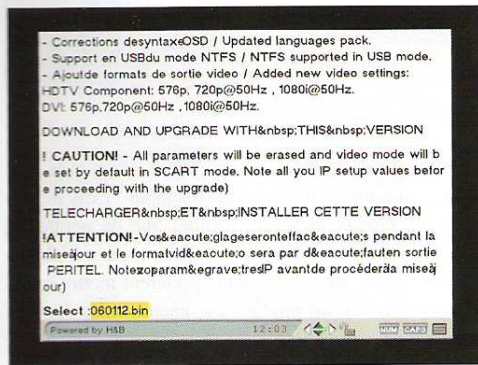 - Corrections desyntaxeOSD / Updated languages pack.
- Support en USBdu mode NTFS / NTFS supported in USB mode.
- Ajoutde formats de sortie video / Added new video settings:
HDTV Component: 576p, 720p@50Hz , 1080i@50Hz.
DVI: 576p,720p@50Hz , 1080i@50Hz.
DOWNLOAD AND UPGRADE WITH&nbsp;THIS&nbsp;VERSION
! CAUTION! - All parameters will be erased and video mode will b
e set by default in SCART mode. Note all you IP setup values befor
e proceeding with the upgrade)
TELECHARGER&nbsp;ET&nbsp;INSTALLER CETTE VERSION
!ATTENTION!-Vos&eacute;glageseronteffac&eacute;s pendant la
miseàjour et le formatvid&eacute;o sera par d&eacute;fauten sortie
PERITEL. Notezoparam&egrave;tresIP avantde procéderàla miseàj
our)
Select :060112.bin
Powered by H&B 12:03 NUM CAPS